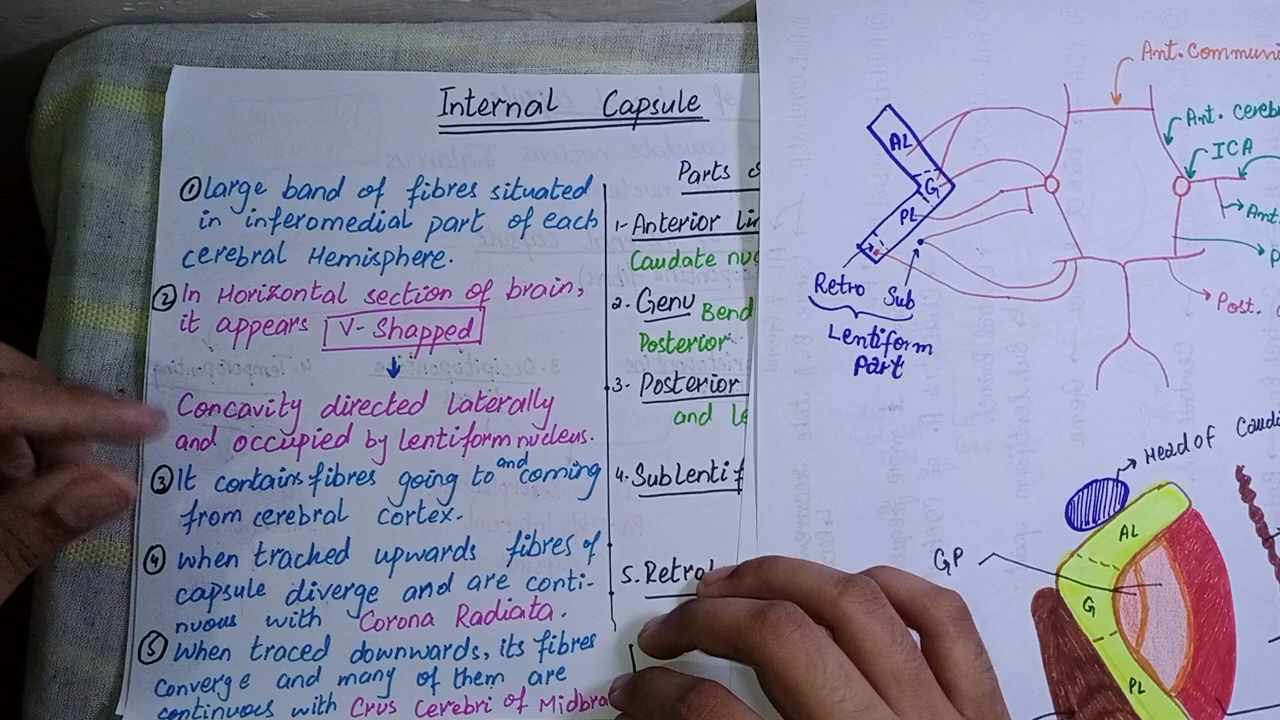 Internal Capsule
① large band of fibres situated
in inferomedial part of each
cerebral Hemisphere.
② In Horizontal section of brain,
it appears V-Shapped
Concavity directed Laterally
and occupied by Lentiform nucleus.
③ It contains fibres going to and coming
from cerebral cortex.
④ when tracked upwards fibres of
capsule diverge and are conti-
nuous with Corona Radiata.
⑤ When traced downwards, its fibres
converge and many of them are
continuous with Crus Cerebri of Midbra
Parts
1- Anterior
Caudate
2. Genu Bend
Posterior
3. Posterior
and
4. Sublentif
5. Retro
Ant. Communi
Ant. cereb
ICA
Ant.
Post.
AL
G
PL
Retro Sub
Lentiform
Part
Head of Cauda
GP
AL
G
PL